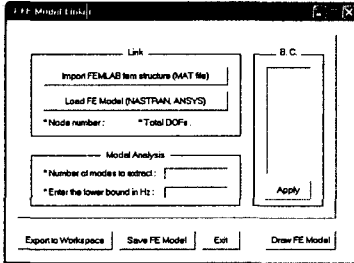 FE Model Linker
Link
Import FEMLAB fem structure (MAT file)
Load FE Model (NASTRAN, ANSYS)
* Node number : * Total DOFs :
Model Analysis
* Number of modes to extract :
* Enter the lower bound in Hz :
B. C.
Apply
Export to Workspace Save FE Model Exit Draw FE Model